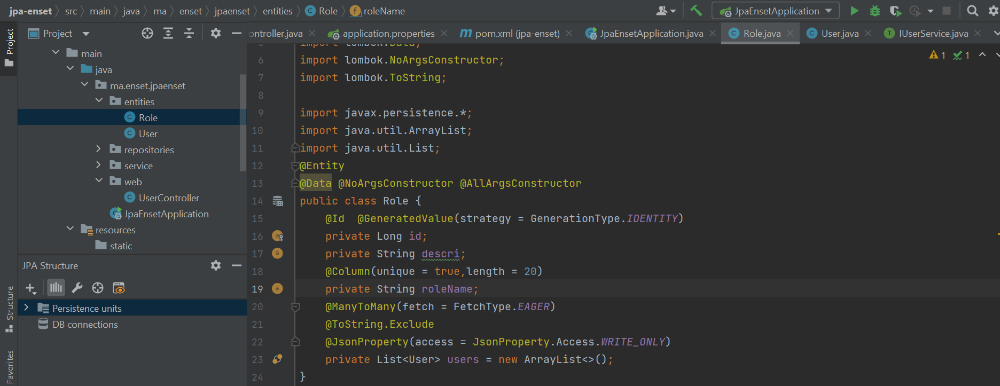 jpa-enset src main java ma enset jpaenset entities Role roleName JpaEnsetApplication
Project
ontroller.java application.properties pom.xml (jpa-enset) JpaEnsetApplication.java Role.java User.java IUserService.java
Project
main
java
ma.enset.jpaenset
entities
Role
User
repositories
service
web
UserController
JpaEnsetApplication
resources
static
JPA Structure
Persistence units
DB connections
Structure
Favorites
1 1
import lombok.Data;
6 import lombok.NoArgsConstructor;
7 import lombok.ToString;
8
9 import javax.persistence.*;
10 import java.util.ArrayList;
11 import java.util.List;
12 @Entity
13 @Data @NoArgsConstructor @AllArgsConstructor
14 public class Role {
15 @Id @GeneratedValue(strategy = GenerationType.IDENTITY)
16 private Long id;
17 private String descri;
18 @Column(unique = true,length = 20)
19 private String roleName;
20 @ManyToMany(fetch = FetchType.EAGER)
21 @ToString.Exclude
22 @JsonProperty(access = JsonProperty.Access.WRITE_ONLY)
23 private List<User> users = new ArrayList<>();
24 }